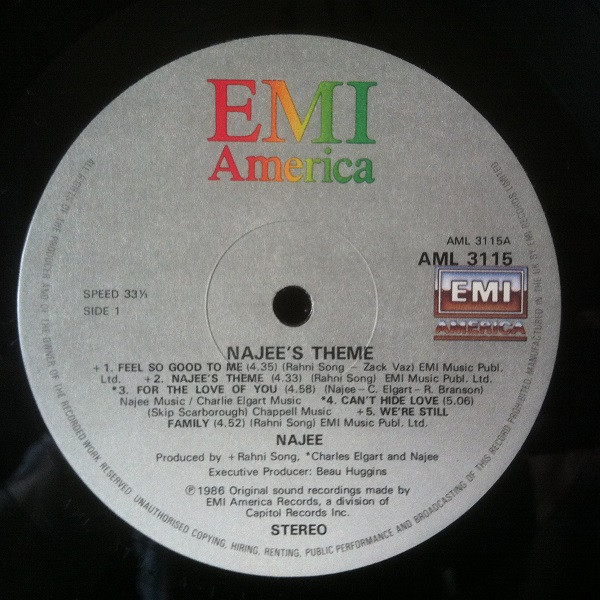 EMI
America
AML 3115A
AML 3115
EMI
AMERICA
SPEED 33⅓
SIDE 1
NAJEE'S THEME
+1. FEEL SO GOOD TO ME (4.35) (Rahni Song – Zack Vaz) EMI Music Publ.
Ltd. +2. NAJEE'S THEME (4.33) (Rahni Song) EMI Music Publ. Ltd.
*3. FOR THE LOVE OF YOU (4.58) (Najee–C. Elgart–R. Branson)
Najee Music / Charlie Elgart Music *4. CAN'T HIDE LOVE (5.06)
(Skip Scarborough) Chappell Music +5. WE'RE STILL
FAMILY (4.52) (Rahni Song) EMI Music Publ. Ltd.
NAJEE
Produced by +Rahni Song, *Charles Elgart and Najee
Executive Producer: Beau Huggins
℗1986 Original sound recordings made by
EMI America Records, a division of
Capitol Records Inc.
STEREO
ALL RIGHTS OF THE PRODUCER AND OF THE OWNER OF THE RECORDED WORK RESERVED. UNAUTHORISED COPYING, HIRING, RENTING, PUBLIC PERFORMANCE AND BROADCASTING OF THIS RECORD PROHIBITED. MANUFACTURED IN THE UK BY EMI RECORDS LIMITED